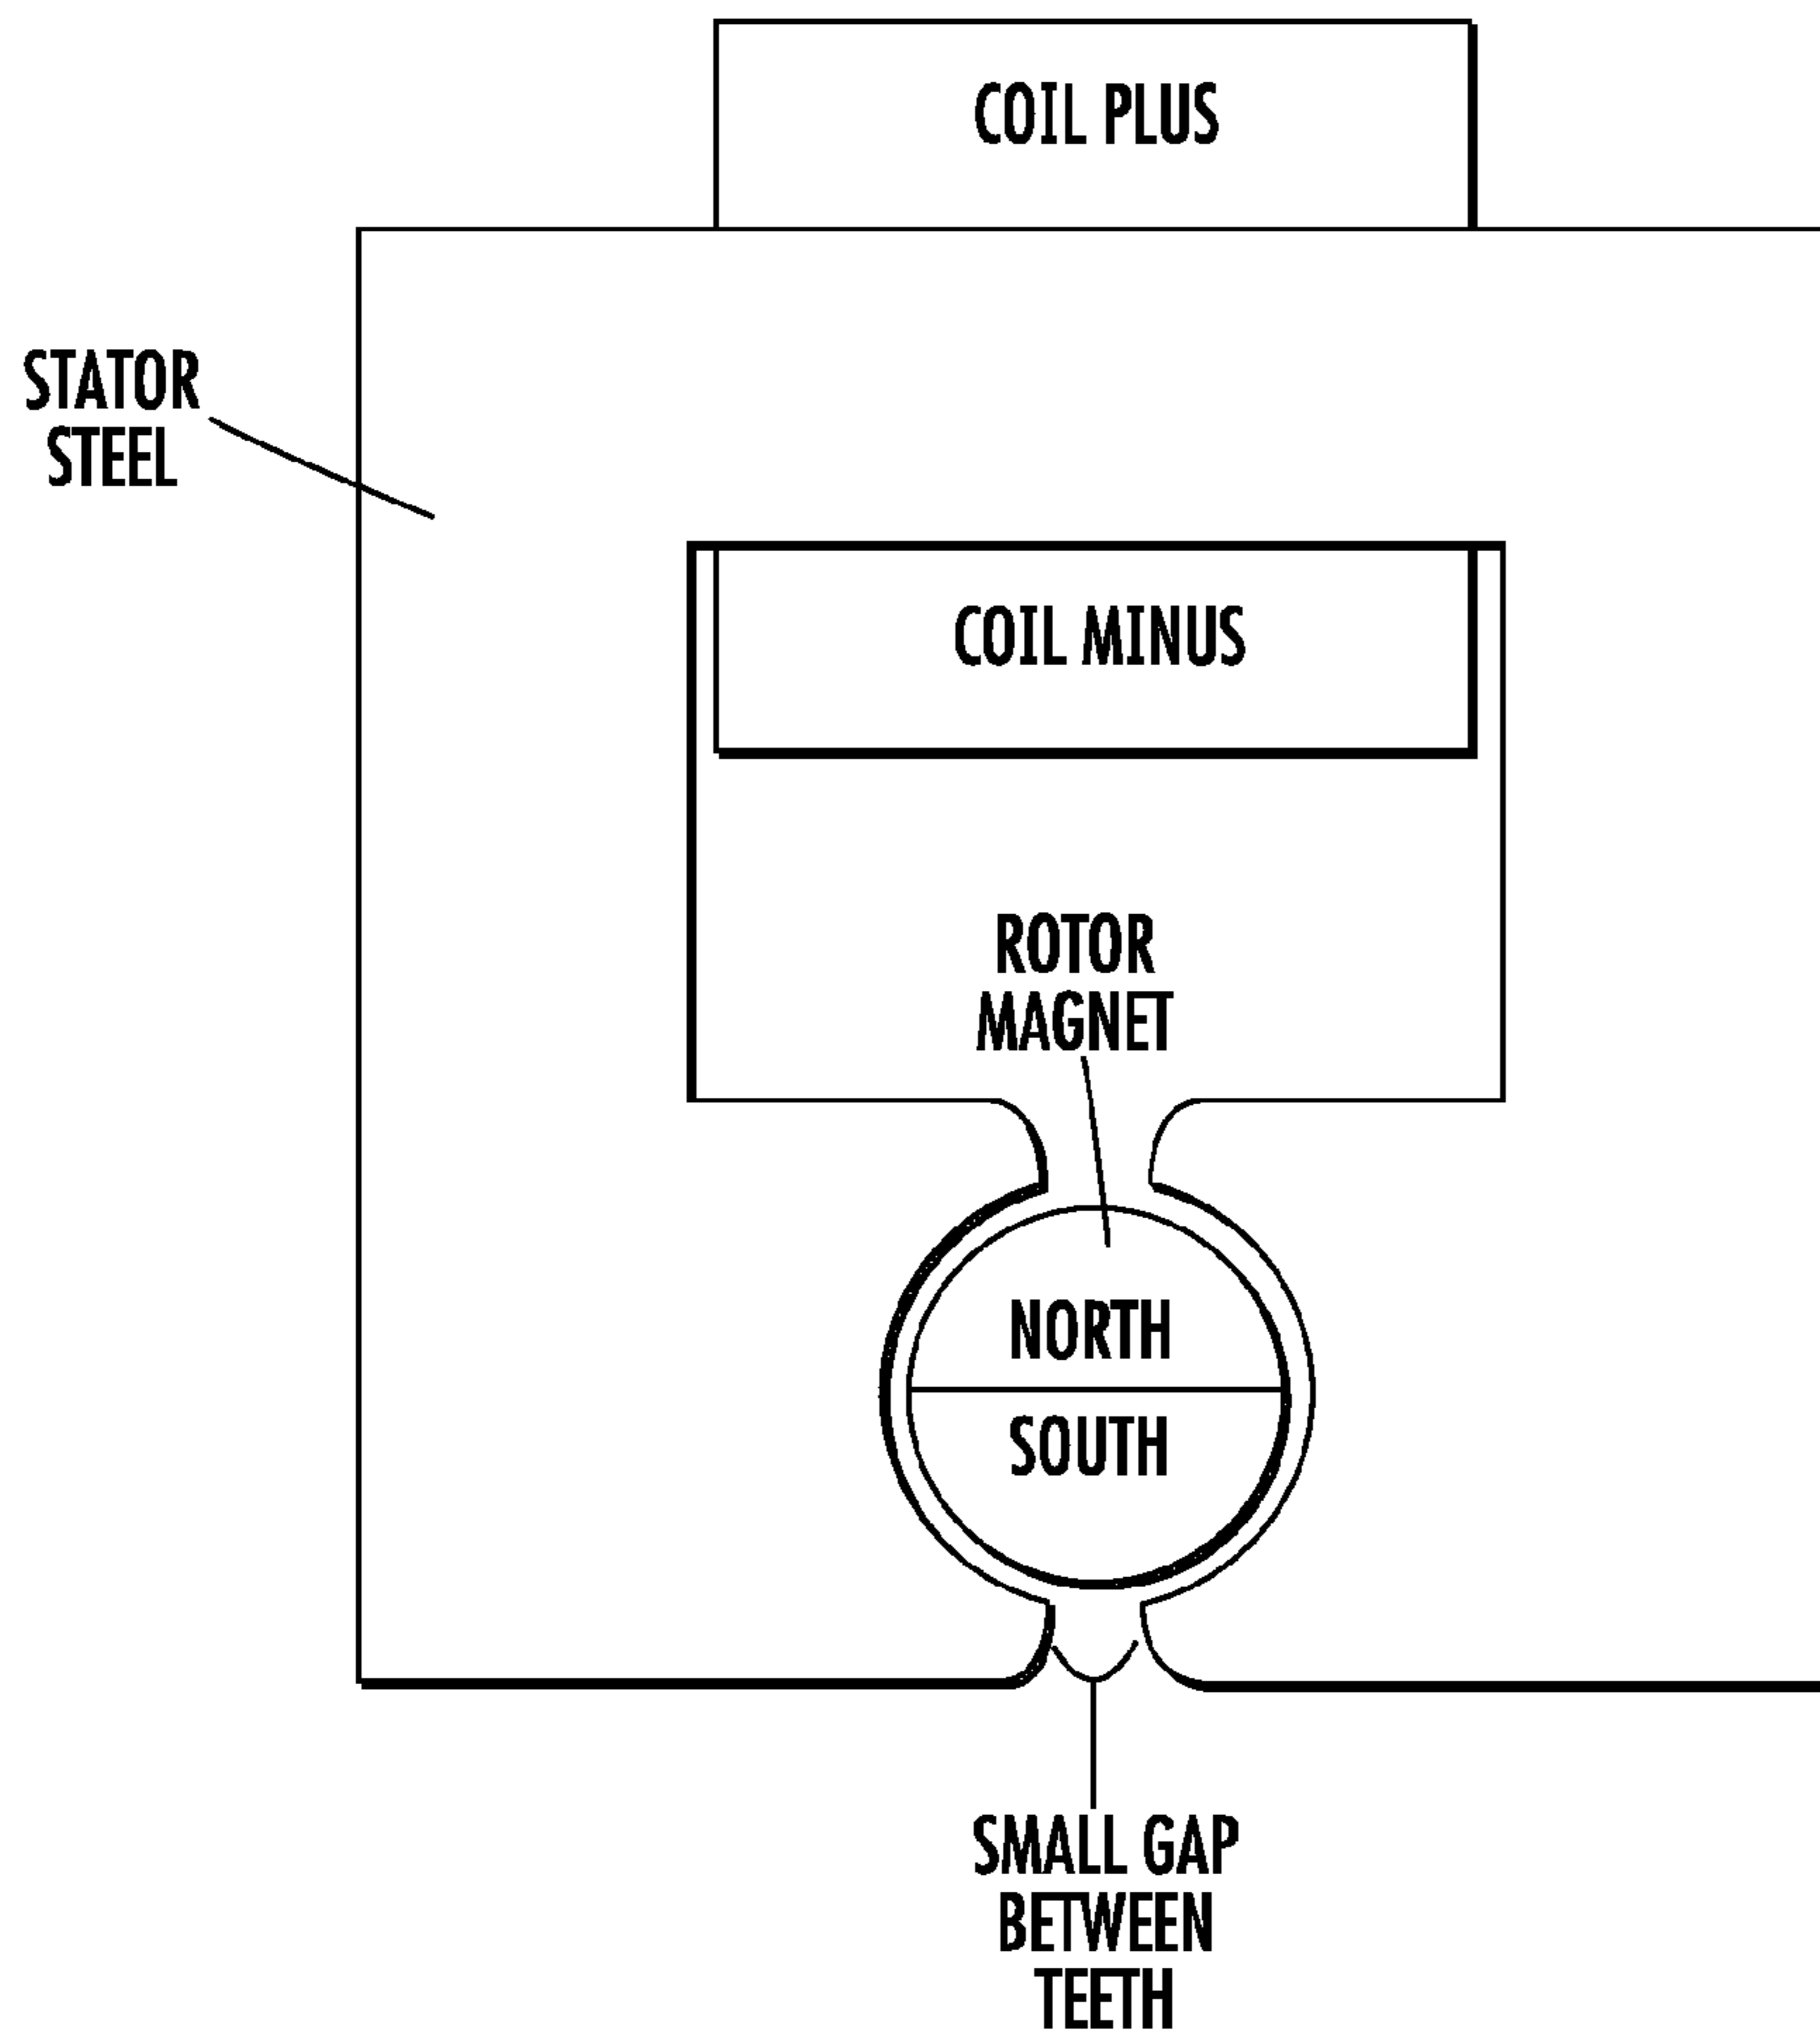 COIL PLUS
STATOR
STEEL
COIL MINUS
ROTOR
MAGNET
NORTH
SOUTH
SMALL GAP
BETWEEN
TEETH